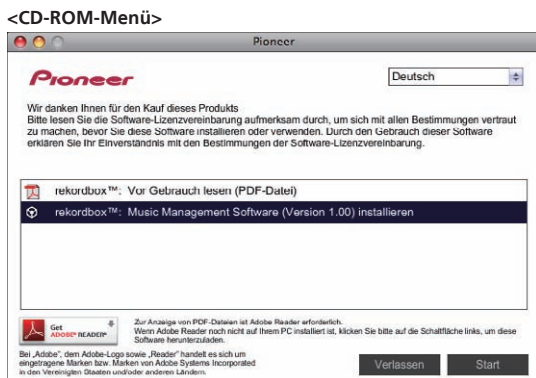 <CD-ROM-Menü>
Pioneer
Pioneer
Deutsch
Wir danken Ihnen für den Kauf dieses Produkts
Bitte lesen Sie die Software-Lizenzvereinbarung aufmerksam durch, um sich mit allen Bestimmungen vertraut
zu machen, bevor Sie diese Software installieren oder verwenden. Durch den Gebrauch dieser Software
erklären Sie Ihr Einverständnis mit den Bestimmungen der Software-Lizenzvereinbarung.
rekordbox™: Vor Gebrauch lesen (PDF-Datei)
rekordbox™: Music Management Software (Version 1.00) installieren
Get
ADOBE® READER®
Zur Anzeige von PDF-Dateien ist Adobe Reader erforderlich.
Wenn Adobe Reader noch nicht auf Ihrem PC installiert ist, klicken Sie bitte auf die Schaltfläche links, um diese
Software herunterzuladen.
Bei „Adobe", dem Adobe-Logo sowie „Reader" handelt es sich um
eingetragene Marken bzw. Marken von Adobe Systems Incorporated
in den Vereinigten Staaten und/oder anderen Ländern.
Verlassen
Start